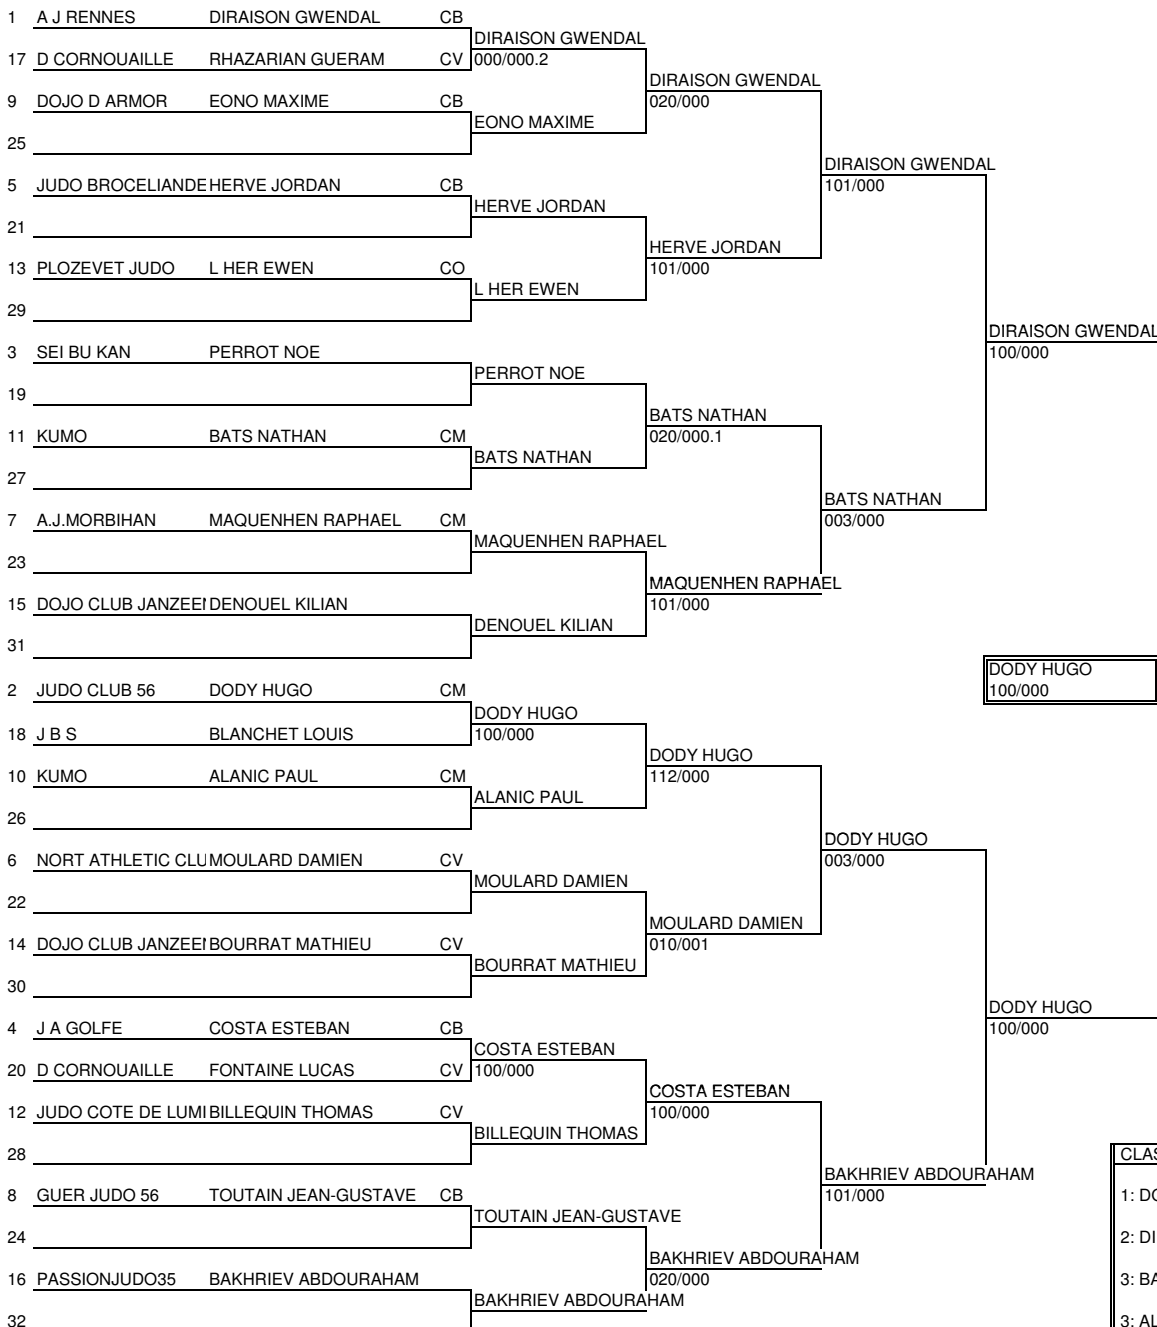 1 A J RENNES DIRAISON GWENDAL CB
DIRAISON GWENDAL
17 D CORNOUAILLE RHAZARIAN GUERAM CV 000/000.2
DIRAISON GWENDAL
9 DOJO D ARMOR EONO MAXIME CB 020/000
EONO MAXIME
25
DIRAISON GWENDAL
5 JUDO BROCELIANDE HERVE JORDAN CB 101/000
HERVE JORDAN
21
HERVE JORDAN
13 PLOZEVET JUDO L HER EWEN CO 101/000
L HER EWEN
29
DIRAISON GWENDAL
3 SEI BU KAN PERROT NOE 100/000
PERROT NOE
19
BATS NATHAN
11 KUMO BATS NATHAN CM 020/000.1
BATS NATHAN
27
BATS NATHAN
7 A.J.MORBIHAN MAQUENHEN RAPHAEL CM 003/000
MAQUENHEN RAPHAEL
23
MAQUENHEN RAPHAEL
15 DOJO CLUB JANZEE DENOUEL KILIAN 101/000
DENOUEL KILIAN
31
DODY HUGO
2 JUDO CLUB 56 DODY HUGO CM 100/000
DODY HUGO
18 J B S BLANCHET LOUIS 100/000
DODY HUGO
10 KUMO ALANIC PAUL CM 112/000
ALANIC PAUL
26
DODY HUGO
6 NORT ATHLETIC CLU MOULARD DAMIEN CV 003/000
MOULARD DAMIEN
22
MOULARD DAMIEN
14 DOJO CLUB JANZEE BOURRAT MATHIEU CV 010/001
BOURRAT MATHIEU
30
DODY HUGO
4 J A GOLFE COSTA ESTEBAN CB 100/000
COSTA ESTEBAN
20 D CORNOUAILLE FONTAINE LUCAS CV 100/000
COSTA ESTEBAN
12 JUDO COTE DE LUMI BILLEQUIN THOMAS CV 100/000
BILLEQUIN THOMAS
28 CLAS
BAKHRIEV ABDOURAHAM
8 GUER JUDO 56 TOUTAIN JEAN-GUSTAVE CB 101/000 1: DO
TOUTAIN JEAN-GUSTAVE
24 2: DI
BAKHRIEV ABDOURAHAM
16 PASSIONJUDO35 BAKHRIEV ABDOURAHAM 020/000 3: BA
BAKHRIEV ABDOURAHAM
32 3: AL